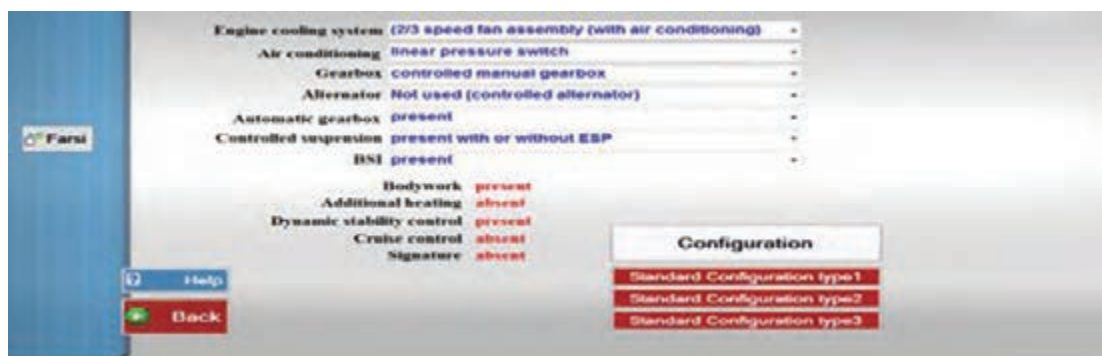 Engine cooling system (2/3 speed fan assembly (with air conditioning)
Air conditioning linear pressure switch
Gearbox controlled manual gearbox
Alternator Not used (controlled alternator)
Automatic gearbox present
Controlled suspension present with or without ESP
BSI present
Farsi
Bodywork present
Additional heating absent
Dynamic stability control present
Cruise control absent
Signature absent
Configuration
Help
Standard Configuration type1
Standard Configuration type2
Back
Standard Configuration type3